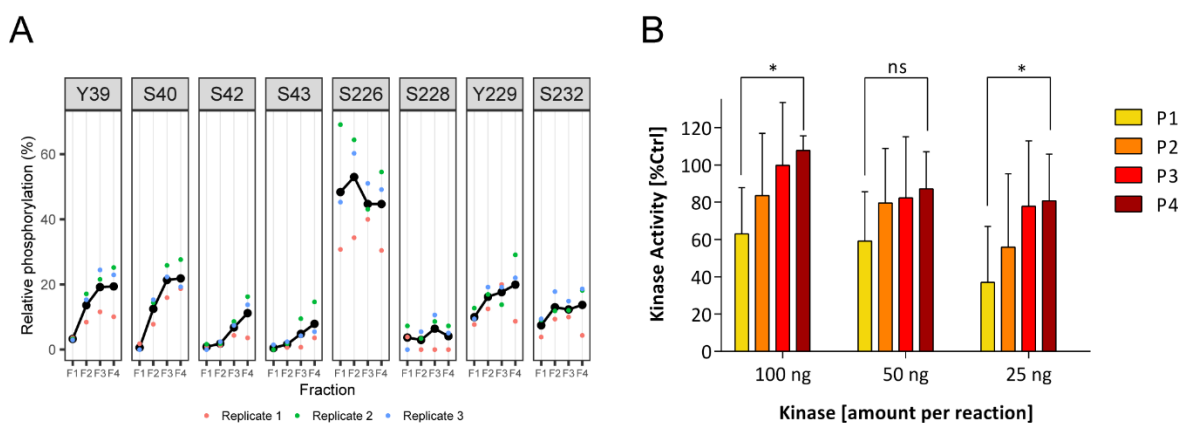 A
Y39 S40 S42 S43 S226 S228 Y229 S232
Relative phosphorylation (%)
60
40
20
0
F1 F2 F3 F4 F1 F2 F3 F4 F1 F2 F3 F4 F1 F2 F3 F4 F1 F2 F3 F4 F1 F2 F3 F4 F1 F2 F3 F4 F1 F2 F3 F4
Fraction
Replicate 1 Replicate 2 Replicate 3
B
* ns *
Kinase Activity [%Ctrl]
120
100
80
60
40
20
0
100 ng 50 ng 25 ng
Kinase [amount per reaction]
P1
P2
P3
P4